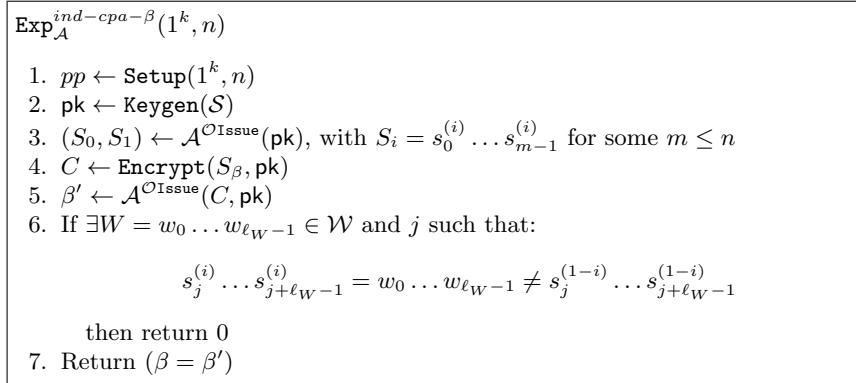 Exp_𝒜^{ind−cpa−β}(1^k, n)
1. pp ← Setup(1^k, n)
2. pk ← Keygen(𝒮)
3. (S_0, S_1) ← 𝒜^{𝒪Issue}(pk), with S_i = s_0^{(i)} … s_{m−1}^{(i)} for some m ≤ n
4. C ← Encrypt(S_β, pk)
5. β′ ← 𝒜^{𝒪Issue}(C, pk)
6. If ∃W = w_0 … w_{ℓ_W−1} ∈ 𝒲 and j such that:
s_j^{(i)} … s_{j+ℓ_W−1}^{(i)} = w_0 … w_{ℓ_W−1} ≠ s_j^{(1−i)} … s_{j+ℓ_W−1}^{(1−i)}
then return 0
7. Return (β = β′)